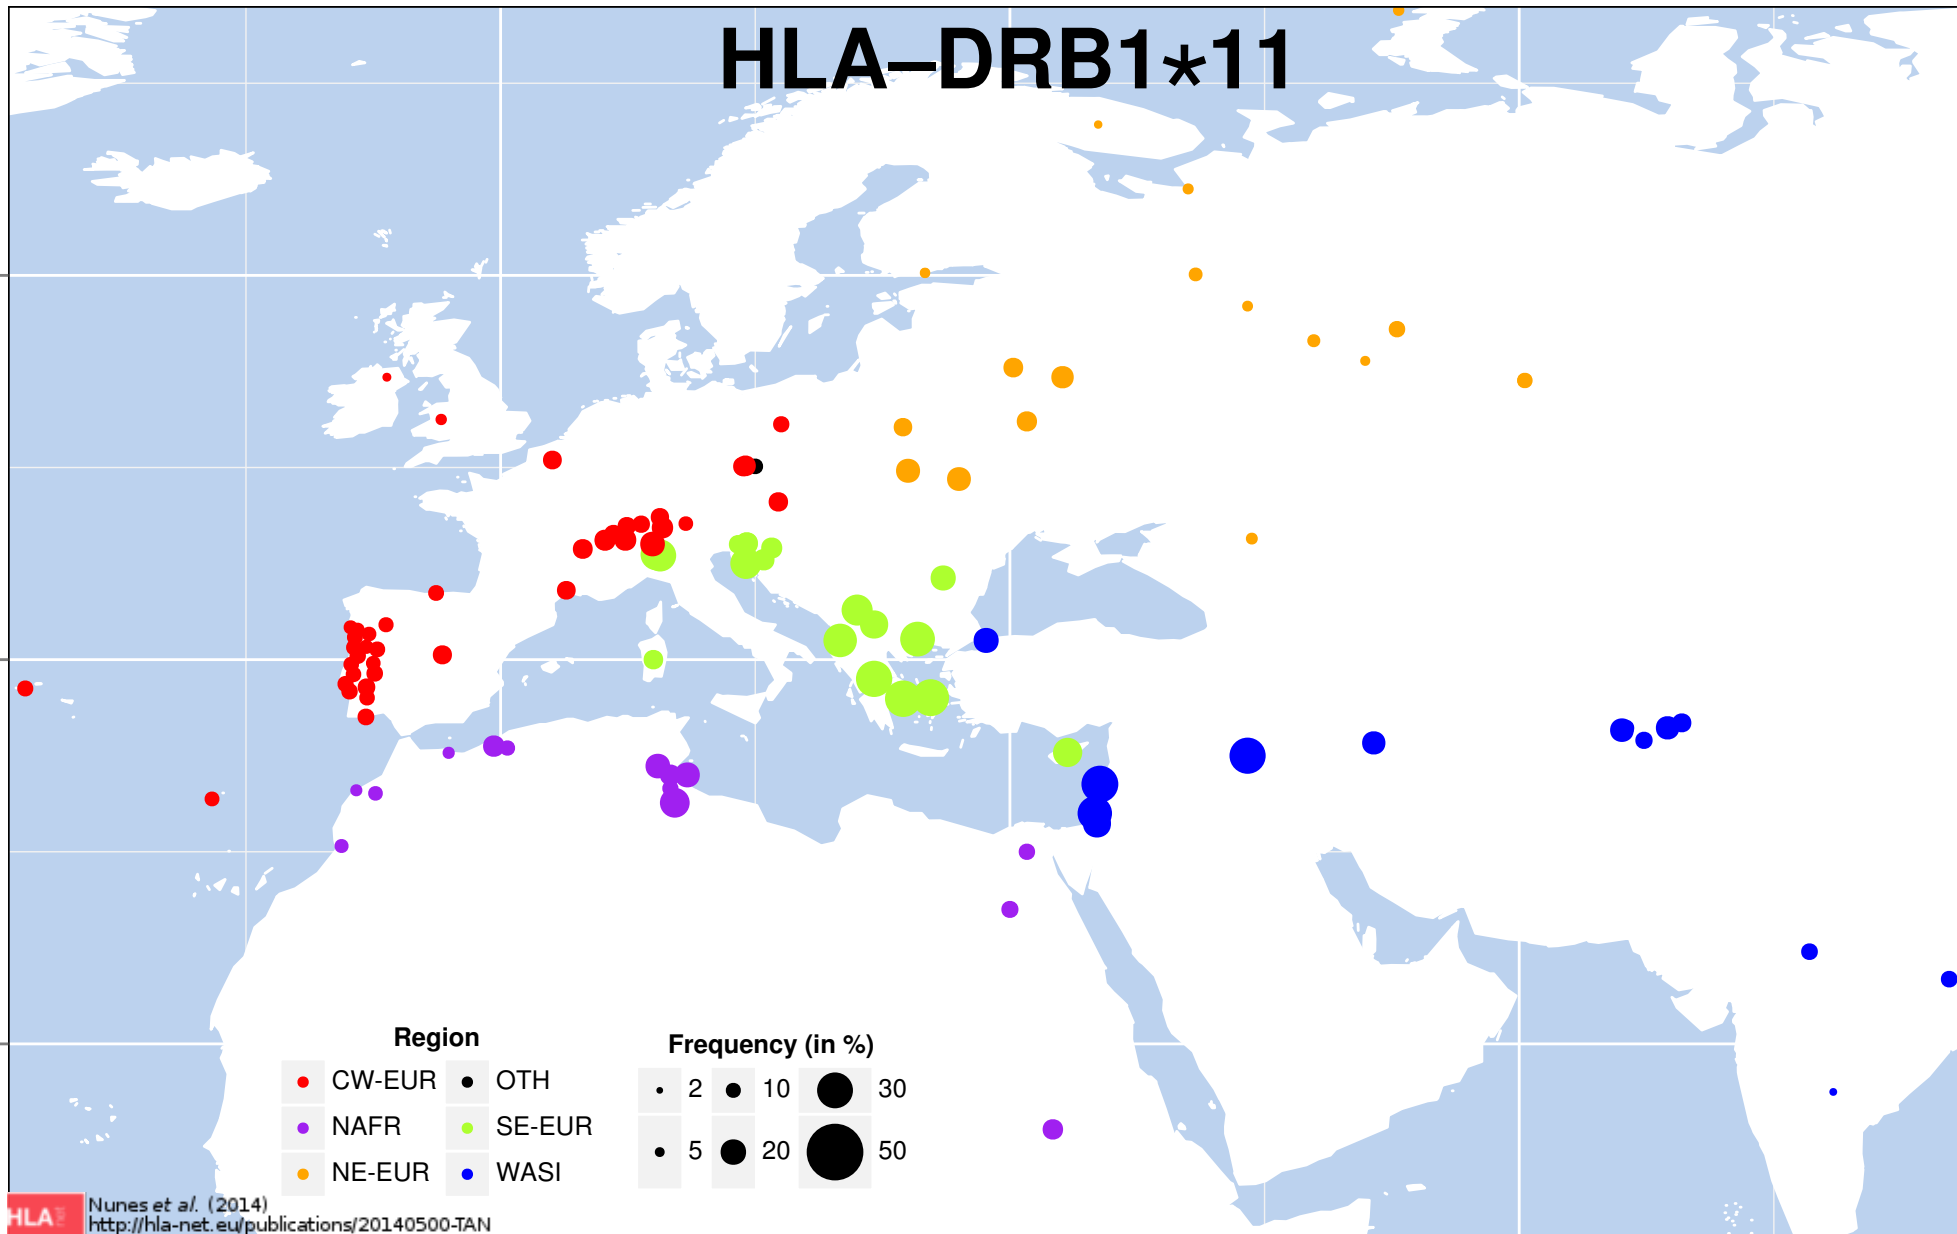 HLA–DRB1*11
Region
CW-EUR
OTH
NAFR
SE-EUR
NE-EUR
WASI
Frequency (in %)
2
10
30
5
20
50
HLA net
Nunes et al. (2014)
http://hla-net.eu/publications/20140500-TAN